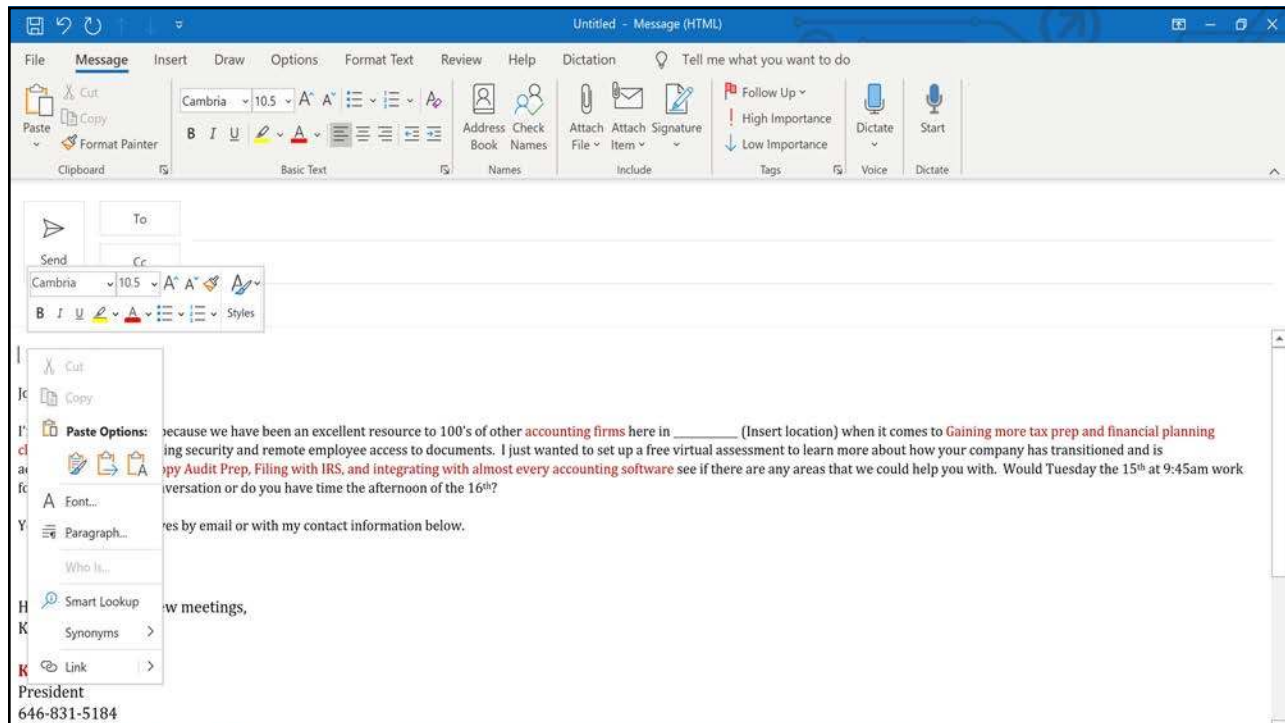 Untitled - Message (HTML)
File Message Insert Draw Options Format Text Review Help Dictation Tell me what you want to do
Cut
Copy
Paste
Format Painter
Cambria 10.5
B I U
Address Book
Check Names
Attach File
Attach Item
Signature
Follow Up
High Importance
Low Importance
Dictate
Start
Clipboard Basic Text Names Include Tags Voice Dictate
To
Send
Cc
Cambria 10.5
B I U Styles
Cut
Copy
Paste Options:
Font...
Paragraph...
Who Is...
Smart Lookup
Synonyms
Link
because we have been an excellent resource to 100's of other accounting firms here in __________ (Insert location) when it comes to Gaining more tax prep and financial planning
ing security and remote employee access to documents. I just wanted to set up a free virtual assessment to learn more about how your company has transitioned and is
opy Audit Prep, Filing with IRS, and integrating with almost every accounting software see if there are any areas that we could help you with. Would Tuesday the 15th at 9:45am work
versation or do you have time the afternoon of the 16th?
es by email or with my contact information below.
w meetings,
President
646-831-5184